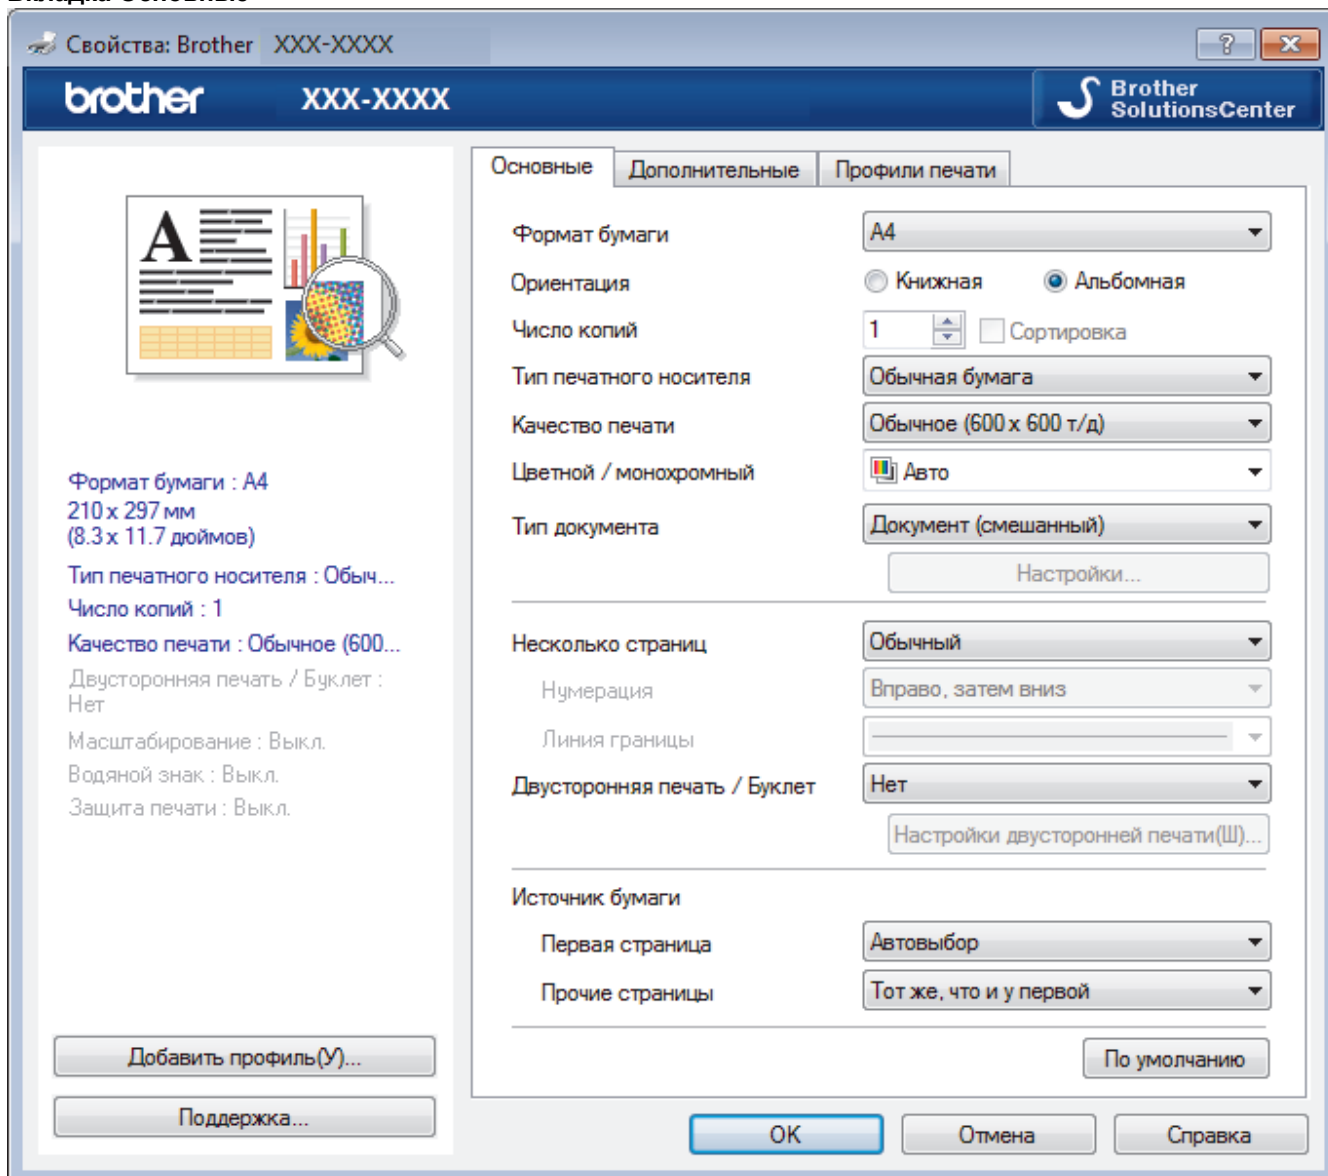 Вкладка Основные
Свойства: Brother XXX-XXXX
brother XXX-XXXX
Brother
SolutionsCenter
Основные Дополнительные Профили печати
A
Формат бумаги A4
Ориентация Книжная Альбомная
Число копий 1 Сортировка
Тип печатного носителя Обычная бумага
Качество печати Обычное (600 x 600 т/д)
Цветной / монохромный Авто
Тип документа Документ (смешанный)
Настройки...
Несколько страниц Обычный
Нумерация Вправо, затем вниз
Линия границы
Двусторонняя печать / Буклет Нет
Настройки двусторонней печати(Ш)...
Источник бумаги
Первая страница Автовыбор
Прочие страницы Тот же, что и у первой
По умолчанию
Формат бумаги : A4
210 x 297 мм
(8.3 x 11.7 дюймов)
Тип печатного носителя : Обыч...
Число копий : 1
Качество печати : Обычное (600...
Двусторонняя печать / Буклет :
Нет
Масштабирование : Выкл.
Водяной знак : Выкл.
Защита печати : Выкл.
Добавить профиль(У)...
Поддержка...
OK Отмена Справка